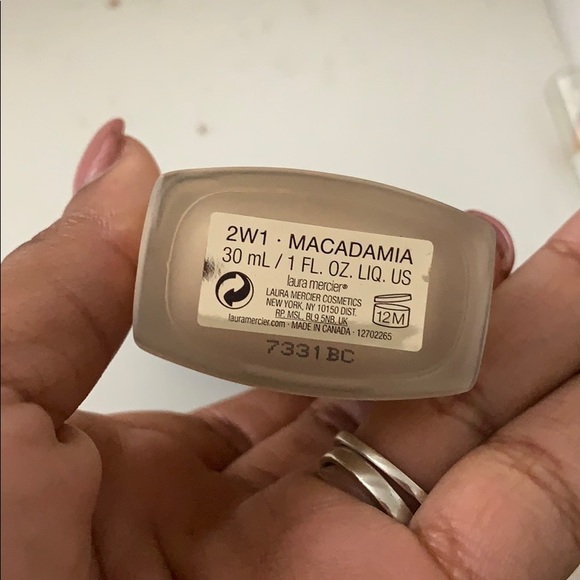 2W1 · MACADAMIA
30 mL / 1 FL. OZ. LIQ. US
laura mercier®
LAURA MERCIER COSMETICS
NEW YORK, NY 10150 DIST.
RP, MSL, BL9 5NB, UK
lauramercier.com · MADE IN CANADA · 12702265
12M
7331BC